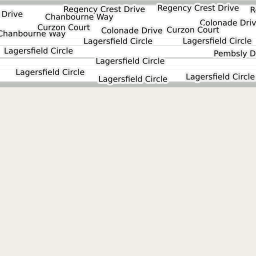 Regency Crest Drive
Regency Crest Drive
R
Drive
Chanbourne Way
Colonade Driv
Curzon Court
Chanbourne Way
Colonade Drive
Curzon Court
Lagersfield Circle
Lagersfield Circle
Lagersfield Circle
Pembsly D
Lagersfield Circle
Lagersfield Circle
Lagersfield Circle
Lagersfield Circle